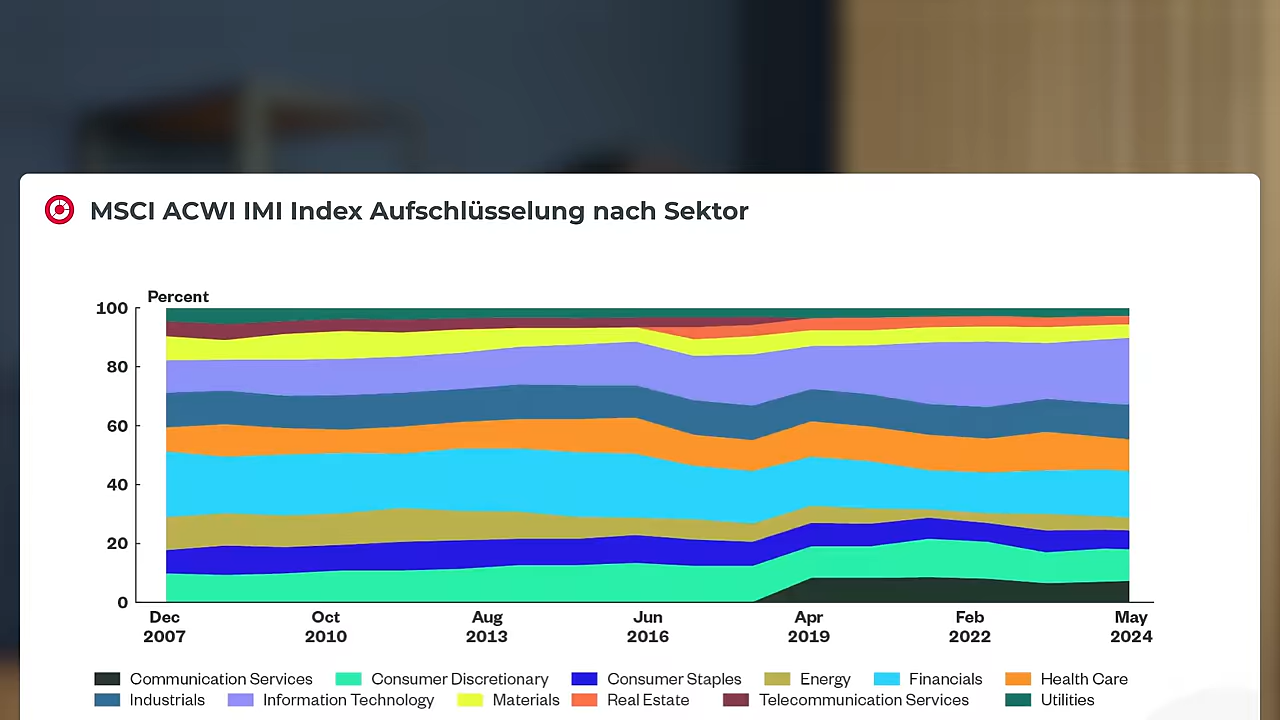 MSCI ACWI IMI Index Aufschlüsselung nach Sektor
Percent
100
80
60
40
20
0
Dec 2007
Oct 2010
Aug 2013
Jun 2016
Apr 2019
Feb 2022
May 2024
Communication Services
Consumer Discretionary
Consumer Staples
Energy
Financials
Health Care
Industrials
Information Technology
Materials
Real Estate
Telecommunication Services
Utilities